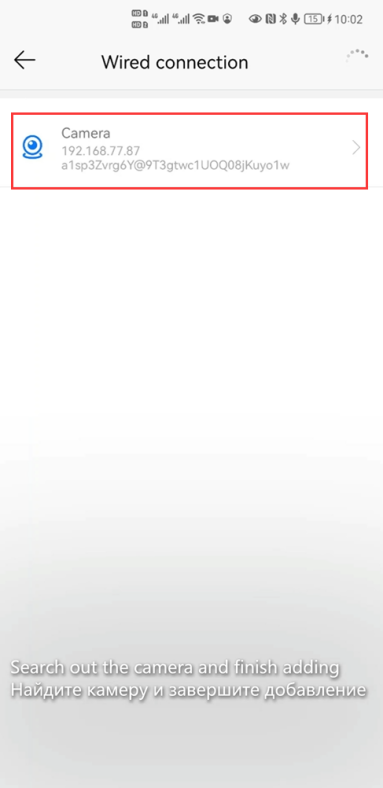 10:02
15
Wired connection
Camera
192.168.77.87
a1sp3Zvrg6Y@9T3gtwc1UOQ08jKuyo1w
Search out the camera and finish adding
Найдите камеру и завершите добавление